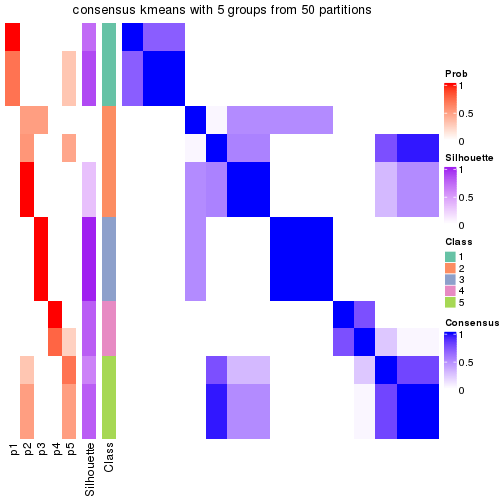 consensus kmeans with 5 groups from 50 partitions
Prob
1
0.5
0
Silhouette
1
0.5
0
Class
1
2
3
4
5
Consensus
1
0.5
0
p1
p2
p3
p4
p5
Silhouette
Class